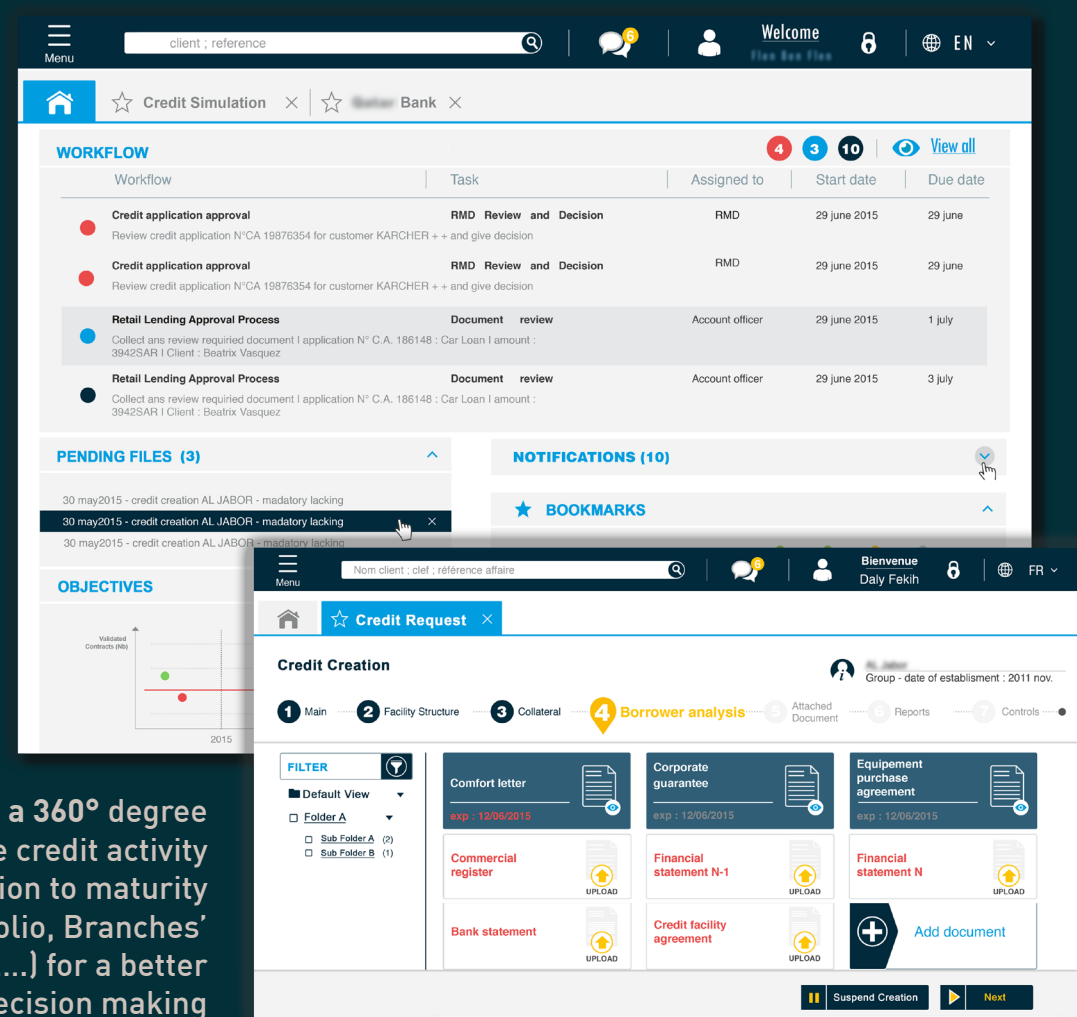 Menu
client ; reference
6
Welcome
EN
Credit Simulation
Bank
WORKFLOW
4 3 10 View all
Workflow Task Assigned to Start date Due date
Credit application approval RMD Review and Decision RMD 29 june 2015 29 june
Review credit application N°CA 19876354 for customer KARCHER + + and give decision
Credit application approval RMD Review and Decision RMD 29 june 2015 29 june
Review credit application N°CA 19876354 for customer KARCHER + + and give decision
Retail Lending Approval Process Document review Account officer 29 june 2015 1 july
Collect ans review requiried document I application N° C.A. 186148 : Car Loan I amount :
3942SAR I Client : Beatrix Vasquez
Retail Lending Approval Process Document review Account officer 29 june 2015 3 july
Collect ans review requiried document I application N° C.A. 186148 : Car Loan I amount :
3942SAR I Client : Beatrix Vasquez
PENDING FILES (3)
30 may2015 - credit creation AL JABOR - madatory lacking
30 may2015 - credit creation AL JABOR - madatory lacking
30 may2015 - credit creation AL JABOR - madatory lacking
NOTIFICATIONS (10)
BOOKMARKS
OBJECTIVES
Validated
Contracts (Nb)
2015
Menu
Nom client ; clef ; référence affaire
6
Bienvenue
Daly Fekih
FR
Credit Request
Credit Creation
AL Jabor
Group - date of establisment : 2011 nov.
1 Main
2 Facility Structure
3 Collateral
4 Borrower analysis
5 Attached
Document
6 Reports
7 Controls
FILTER
Default View
Folder A
Sub Folder A (2)
Sub Folder B (1)
Comfort letter
exp : 12/06/2015
Corporate
guarantee
exp : 12/06/2015
Equipement
purchase
agreement
exp : 12/06/2015
Commercial
register
UPLOAD
Financial
statement N-1
UPLOAD
Financial
statement N
UPLOAD
Bank statement
UPLOAD
Credit facility
agreement
UPLOAD
Add document
Suspend Creation
Next
a 360° degree
e credit activity
ion to maturity
olio, Branches'
....) for a better
ecision making